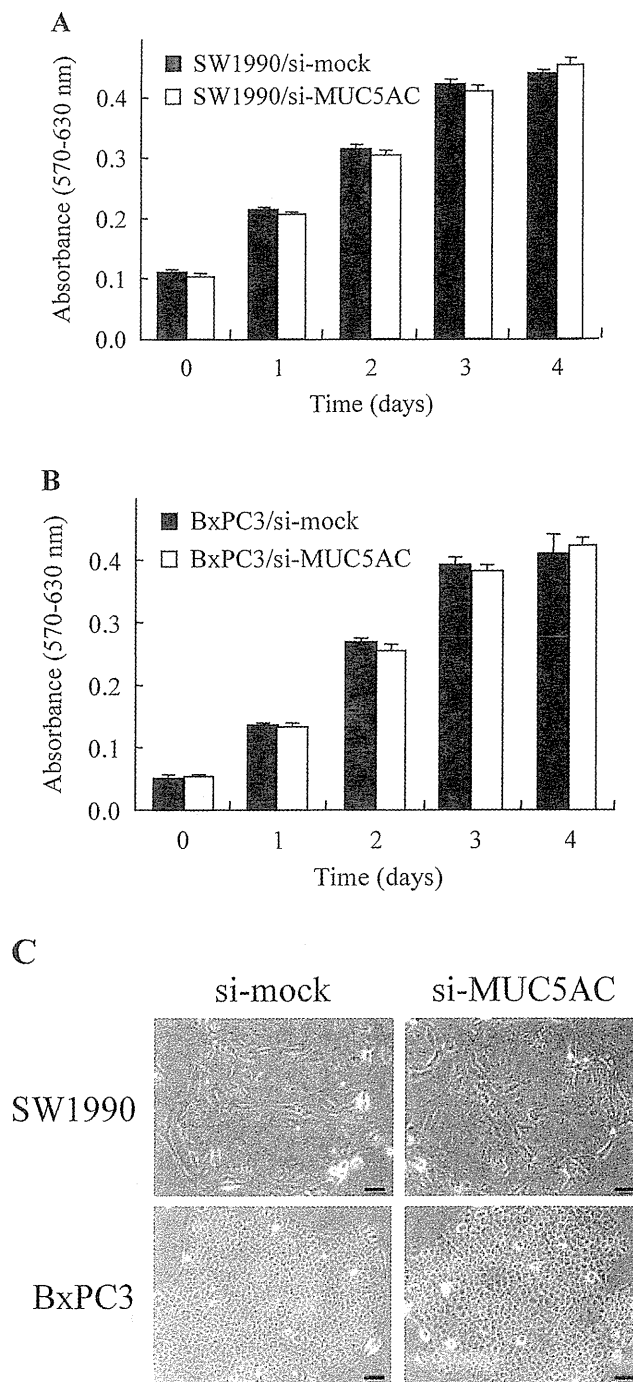 A
SW1990/si-mock
SW1990/si-MUC5AC
Absorbance (570-630 nm)
0.4
0.3
0.2
0.1
0.0
0 1 2 3 4
Time (days)
B
BxPC3/si-mock
BxPC3/si-MUC5AC
Absorbance (570-630 nm)
0.4
0.3
0.2
0.1
0.0
0 1 2 3 4
Time (days)
C
si-mock si-MUC5AC
SW1990
BxPC3